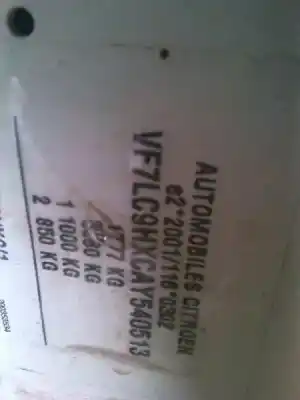 AUTOMOBILES CITROEN
e2*2001/116*0302
VF7LC9HXCAY540513
1777 KG
KG
1 1000 KG
2 850 KG